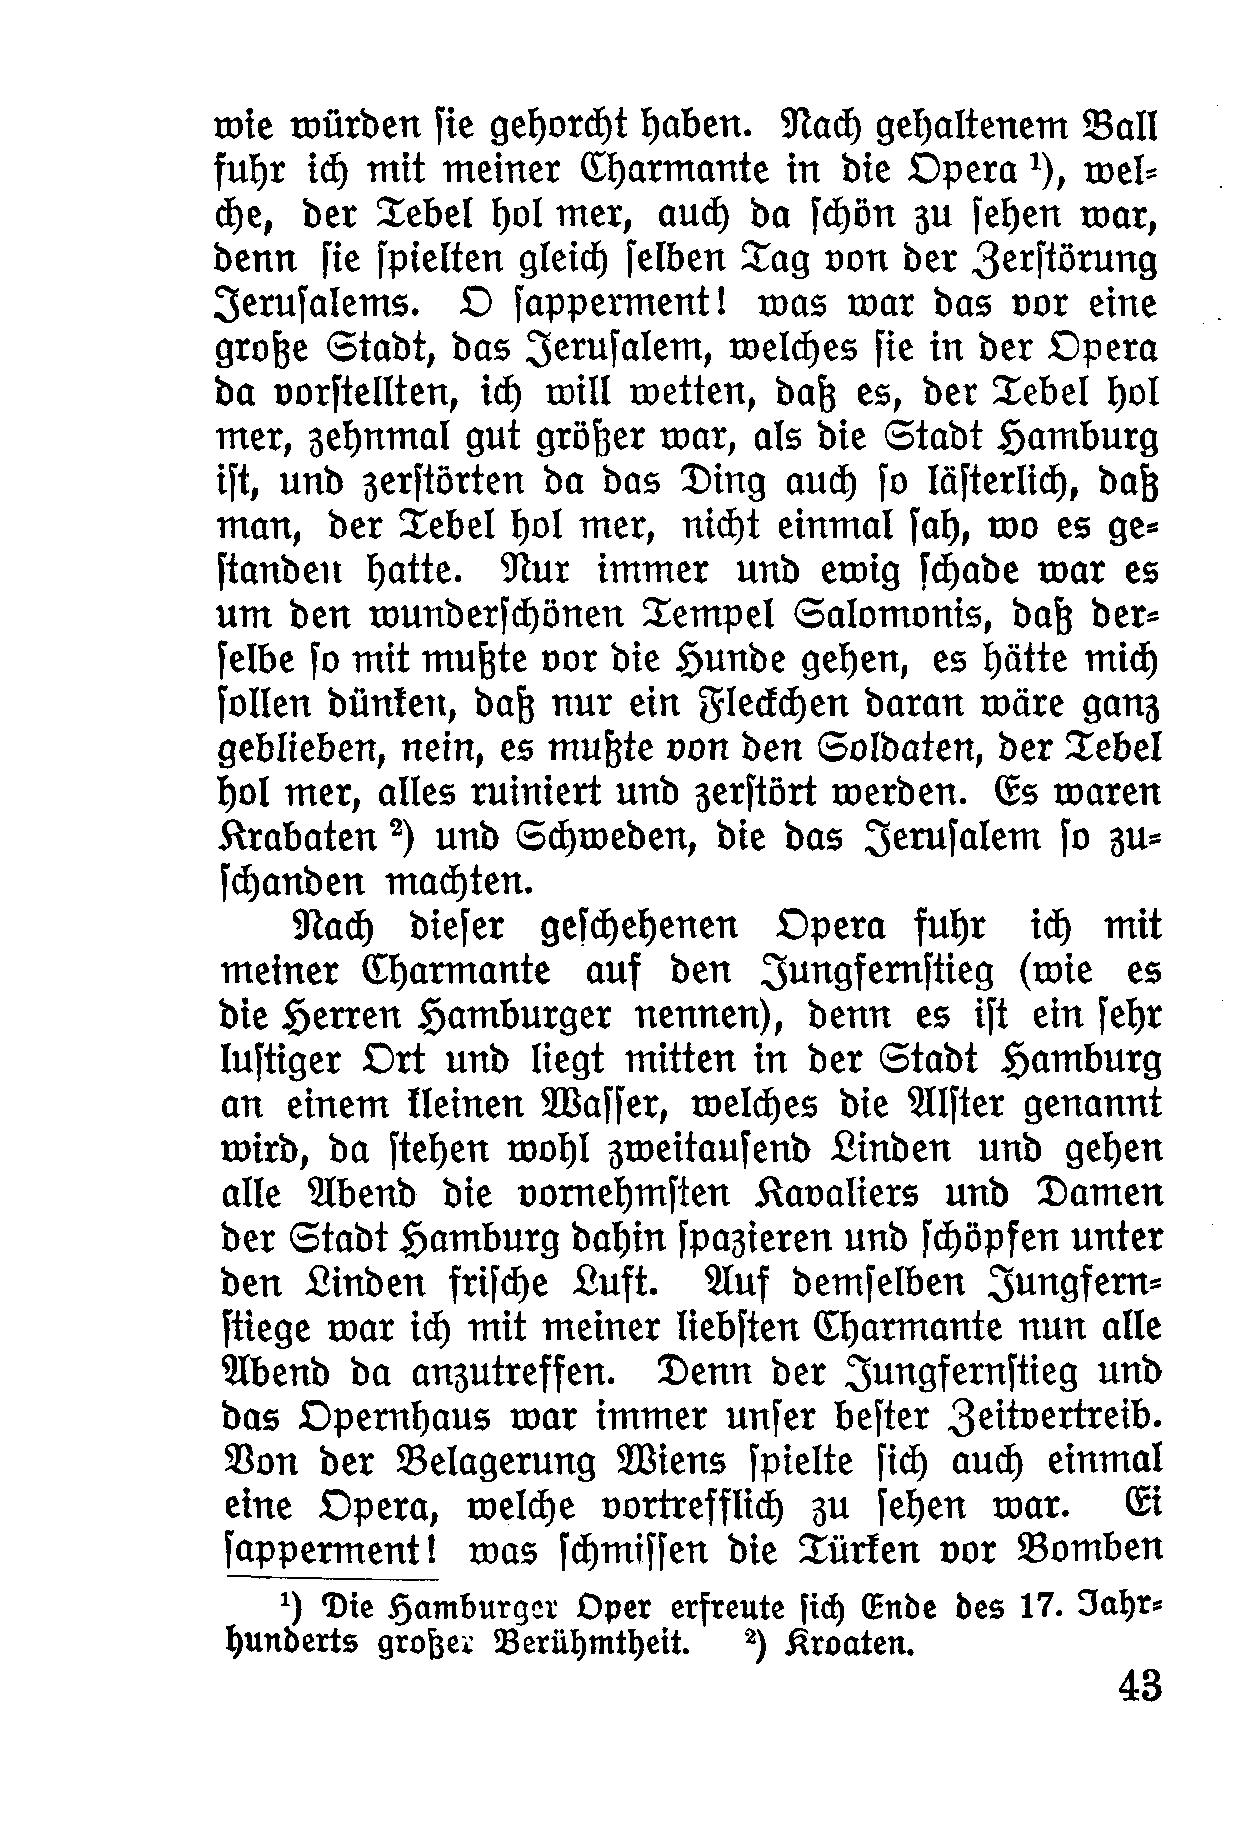 wie würden ſie gehorcht haben. Nach gehaltenem Ball
fuhr ich mit meiner Charmante in die Opera ¹), wel⸗
che, der Tebel hol mer, auch da ſchön zu ſehen war,
denn ſie ſpielten gleich ſelben Tag von der Zerſtörung
Jeruſalems. O ſapperment! was war das vor eine
große Stadt, das Jeruſalem, welches ſie in der Opera
da vorſtellten, ich will wetten, daß es, der Tebel hol
mer, zehnmal gut größer war, als die Stadt Hamburg
iſt, und zerſtörten da das Ding auch ſo läſterlich, daß
man, der Tebel hol mer, nicht einmal ſah, wo es ge⸗
ſtanden hatte. Nur immer und ewig ſchade war es
um den wunderſchönen Tempel Salomonis, daß der⸗
ſelbe ſo mit mußte vor die Hunde gehen, es hätte mich
ſollen dünken, daß nur ein Fleckchen daran wäre ganz
geblieben, nein, es mußte von den Soldaten, der Tebel
hol mer, alles ruiniert und zerſtört werden. Es waren
Krabaten ²) und Schweden, die das Jeruſalem ſo zu⸗
ſchanden machten.
Nach dieſer geſchehenen Opera fuhr ich mit
meiner Charmante auf den Jungfernſtieg (wie es
die Herren Hamburger nennen), denn es iſt ein ſehr
luſtiger Ort und liegt mitten in der Stadt Hamburg
an einem kleinen Waſſer, welches die Alſter genannt
wird, da ſtehen wohl zweitauſend Linden und gehen
alle Abend die vornehmſten Kavaliers und Damen
der Stadt Hamburg dahin ſpazieren und ſchöpfen unter
den Linden friſche Luft. Auf demſelben Jungfern⸗
ſtiege war ich mit meiner liebſten Charmante nun alle
Abend da anzutreffen. Denn der Jungfernſtieg und
das Opernhaus war immer unſer beſter Zeitvertreib.
Von der Belagerung Wiens ſpielte ſich auch einmal
eine Opera, welche vortrefflich zu ſehen war. Ei
ſapperment! was ſchmiſſen die Türken vor Bomben
¹) Die Hamburger Oper erfreute ſich Ende des 17. Jahr⸗
hunderts großer Berühmtheit. ²) Kroaten.
43